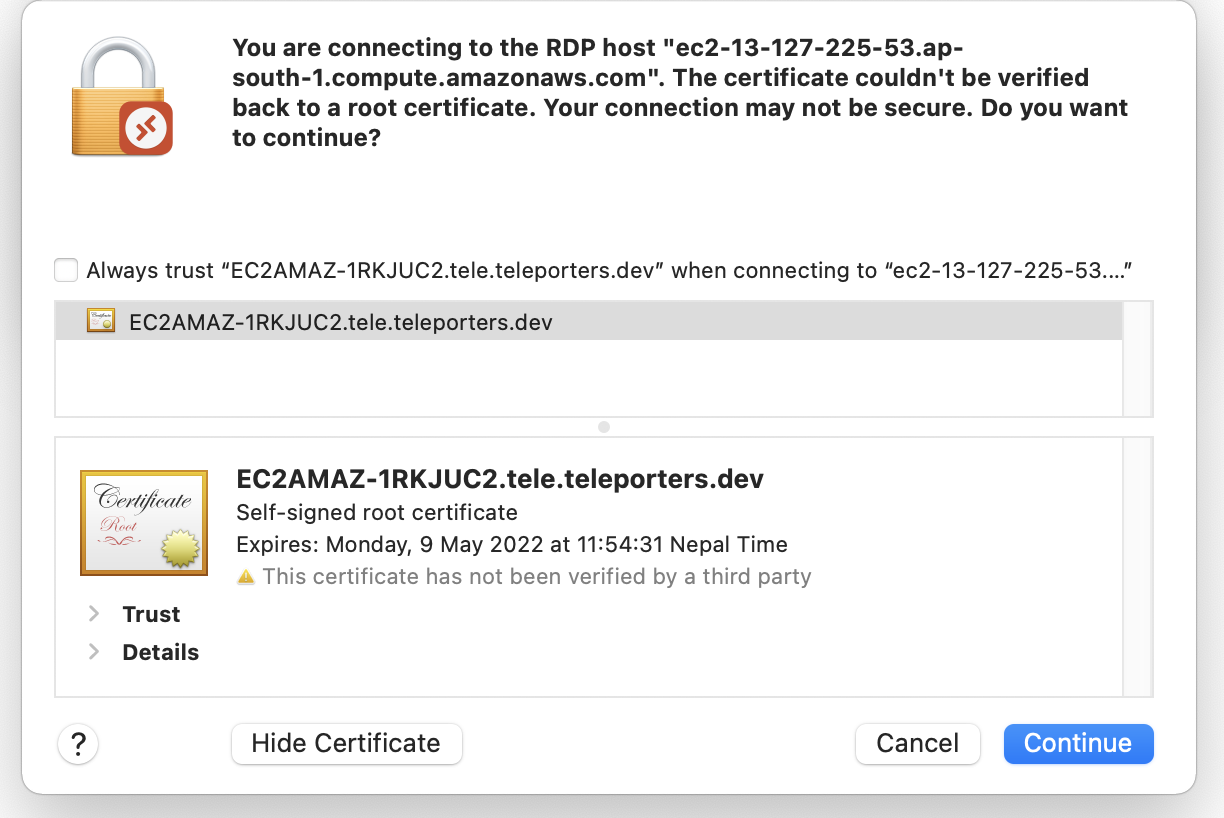 You are connecting to the RDP host "ec2-13-127-225-53.ap-
south-1.compute.amazonaws.com". The certificate couldn't be verified
back to a root certificate. Your connection may not be secure. Do you want
to continue?
Always trust “EC2AMAZ-1RKJUC2.tele.teleporters.dev” when connecting to “ec2-13-127-225-53....”
EC2AMAZ-1RKJUC2.tele.teleporters.dev
Certificate
Root
EC2AMAZ-1RKJUC2.tele.teleporters.dev
Self-signed root certificate
Expires: Monday, 9 May 2022 at 11:54:31 Nepal Time
This certificate has not been verified by a third party
Trust
Details
?
Hide Certificate
Cancel
Continue